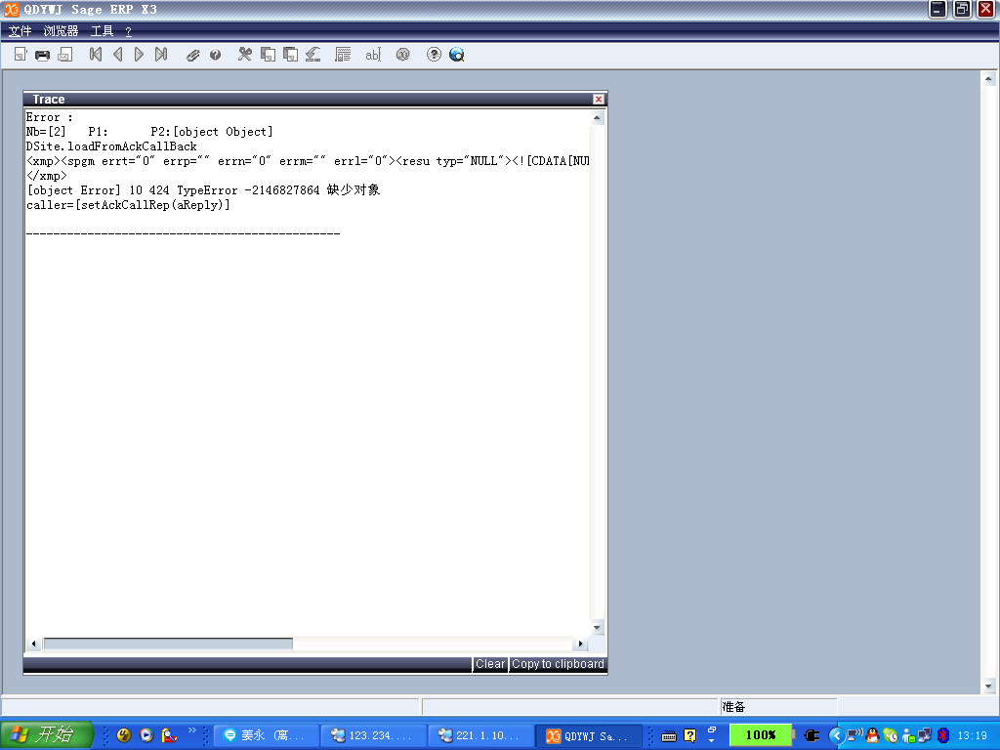 QDYWJ Sage ERP X3
文件 浏览器 工具 ?
Trace
Error :
Nb=[2] P1: P2:[object Object]
DSite.loadFromAckCallBack
<xmp><spgm errt="0" errp="" errn="0" errm="" errl="0"><resu typ="NULL"><![CDATA[NUL
</xmp>
[object Error] 10 424 TypeError -2146827864 缺少对象
caller=[setAckCallRep(aReply)]
----------------------------------------------
Clear Copy to clipboard
准备
开始 姜永 (离... 123.234.... 221.1.10... QDYWJ Sa... 100% 13:19